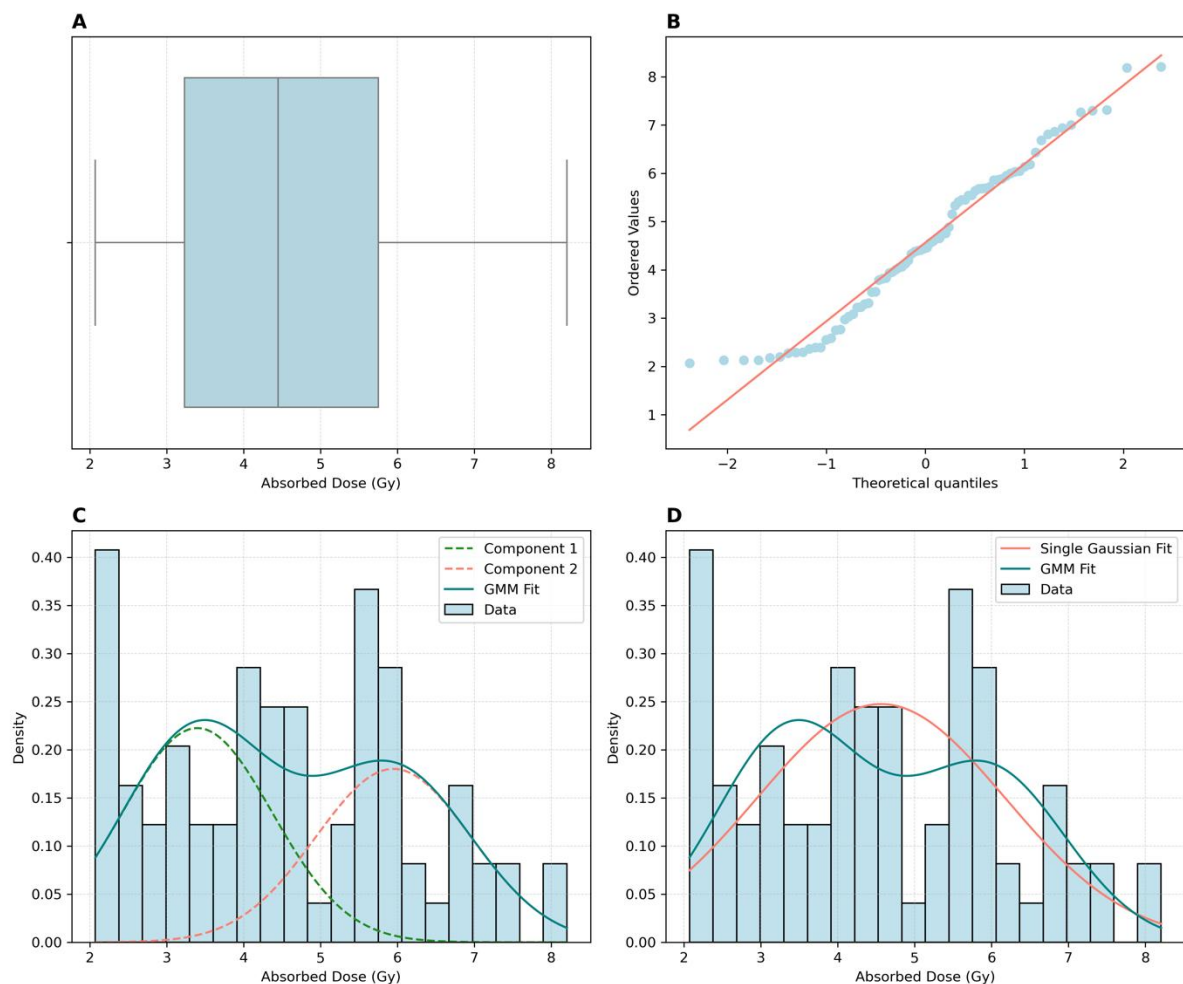 A
2 3 4 5 6 7 8
Absorbed Dose (Gy)
B
8
7
6
5
4
3
2
1
Ordered Values
−2 −1 0 1 2
Theoretical quantiles
C
Component 1
Component 2
GMM Fit
Data
0.40
0.35
0.30
0.25
0.20
0.15
0.10
0.05
0.00
Density
2 3 4 5 6 7 8
Absorbed Dose (Gy)
D
Single Gaussian Fit
GMM Fit
Data
0.40
0.35
0.30
0.25
0.20
0.15
0.10
0.05
0.00
Density
2 3 4 5 6 7 8
Absorbed Dose (Gy)